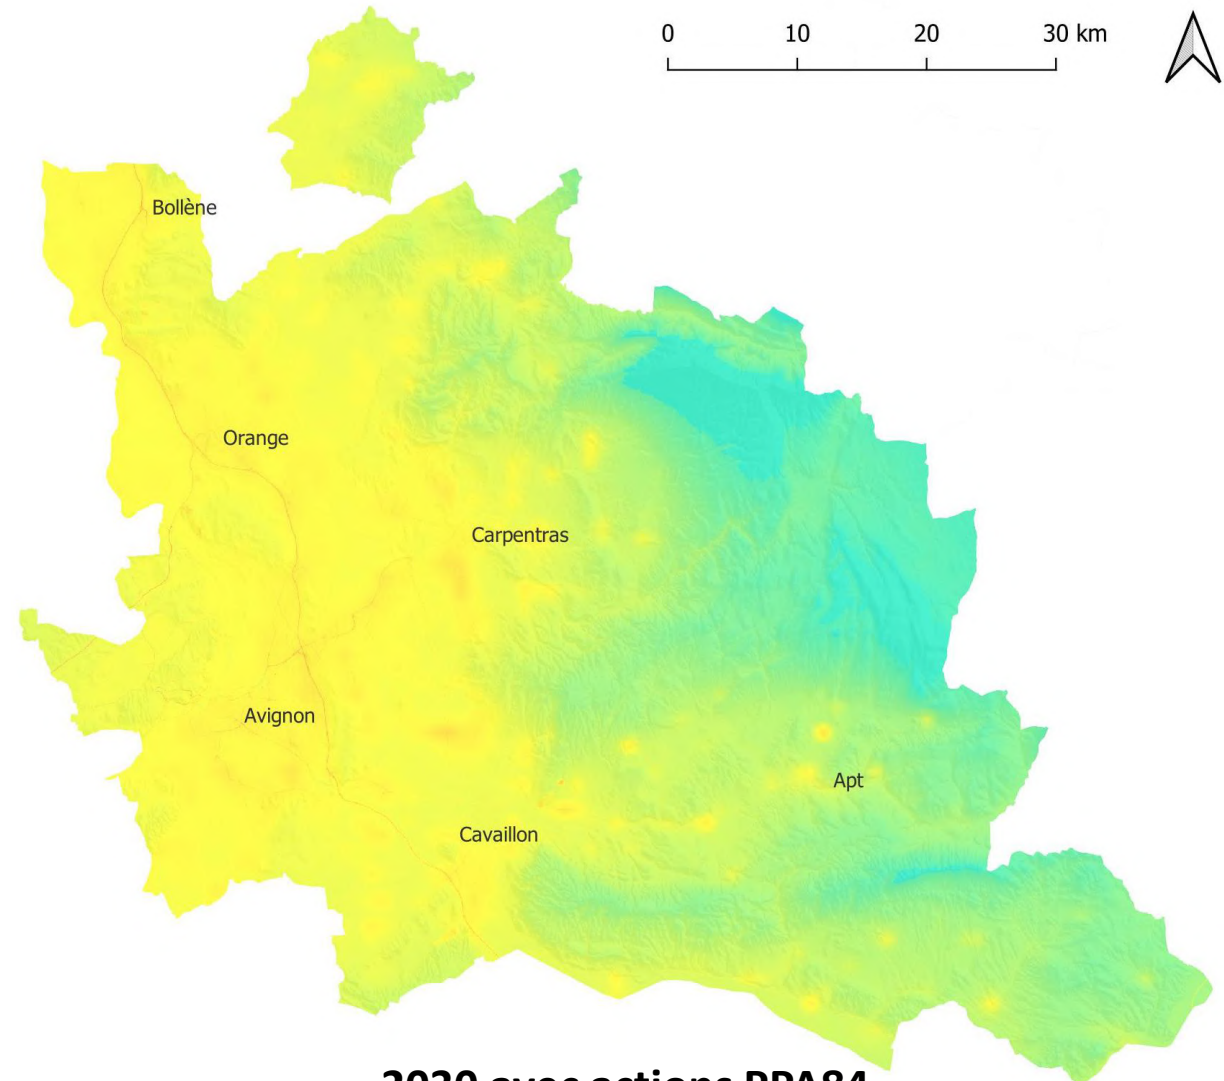 0 10 20 30 km
Bollène
Orange
Carpentras
Avignon
Apt
Cavaillon
2030 avec actions PPA84